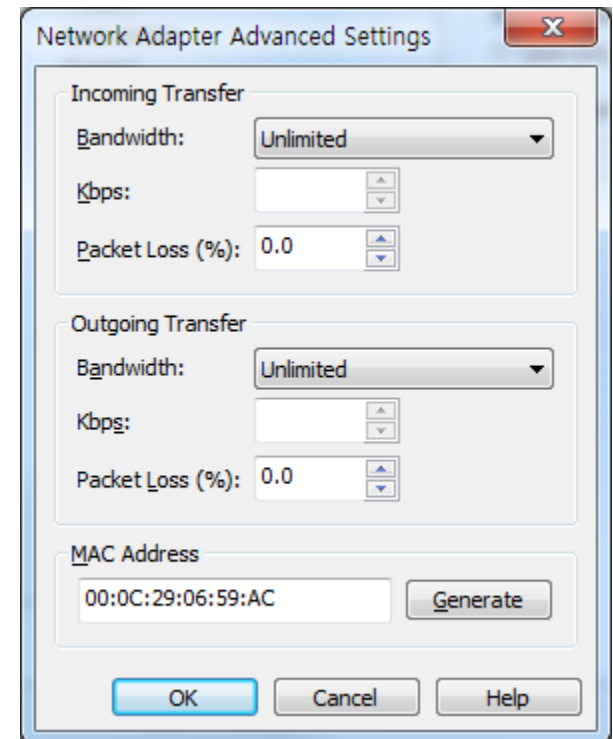 Network Adapter Advanced Settings
Incoming Transfer
Bandwidth:
Unlimited
Kbps:
Packet Loss (%):
0.0
Outgoing Transfer
Bandwidth:
Unlimited
Kbps:
Packet Loss (%):
0.0
MAC Address
00:0C:29:06:59:AC
Generate
OK
Cancel
Help